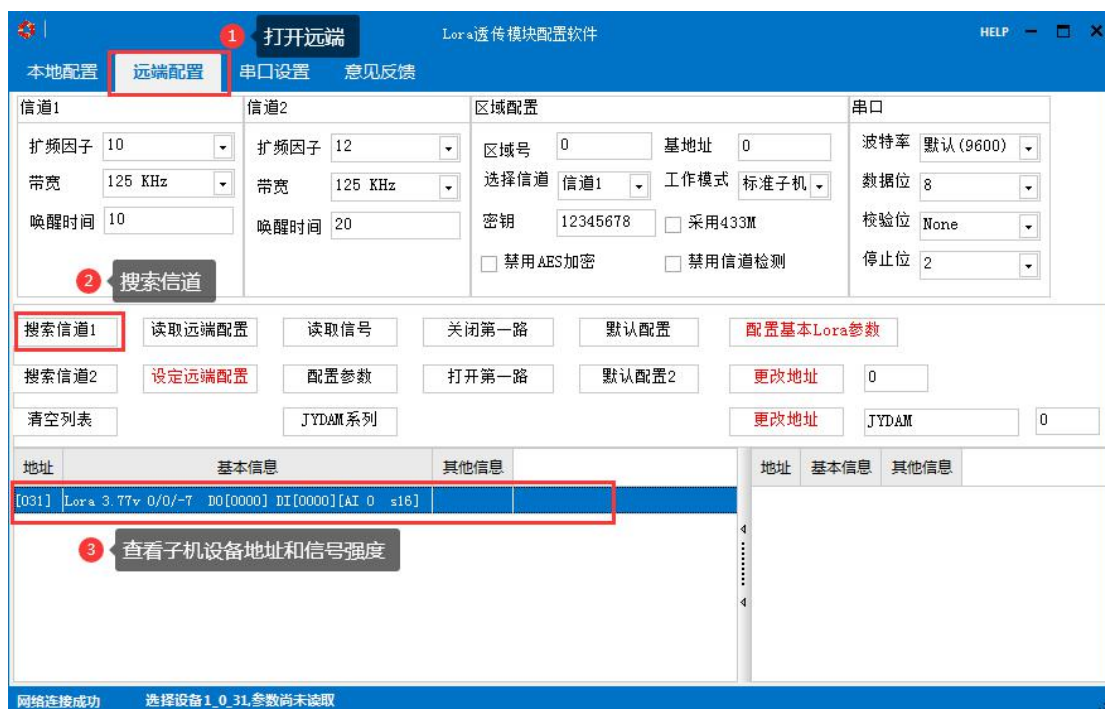 1 打开远端 Lora透传模块配置软件 HELP
本地配置 远端配置 串口设置 意见反馈
信道1 信道2 区域配置 串口
扩频因子 10 扩频因子 12 区域号 0 基地址 0 波特率 默认(9600)
带宽 125 KHz 带宽 125 KHz 选择信道 信道1 工作模式 标准子机 数据位 8
唤醒时间 10 唤醒时间 20 密钥 12345678 采用433M 校验位 None
禁用AES加密 禁用信道检测 停止位 2
2 搜索信道
搜索信道1 读取远端配置 读取信号 关闭第一路 默认配置 配置基本Lora参数
搜索信道2 设定远端配置 配置参数 打开第一路 默认配置2 更改地址 0
清空列表 JYDAM系列 更改地址 JYDAM 0
地址 基本信息 其他信息 地址 基本信息 其他信息
[031] Lora 3.77v 0/0/-7 DO[0000] DI[0000][AI 0 s16]
3 查看子机设备地址和信号强度
网络连接成功 选择设备1_0_31,参数尚未读取